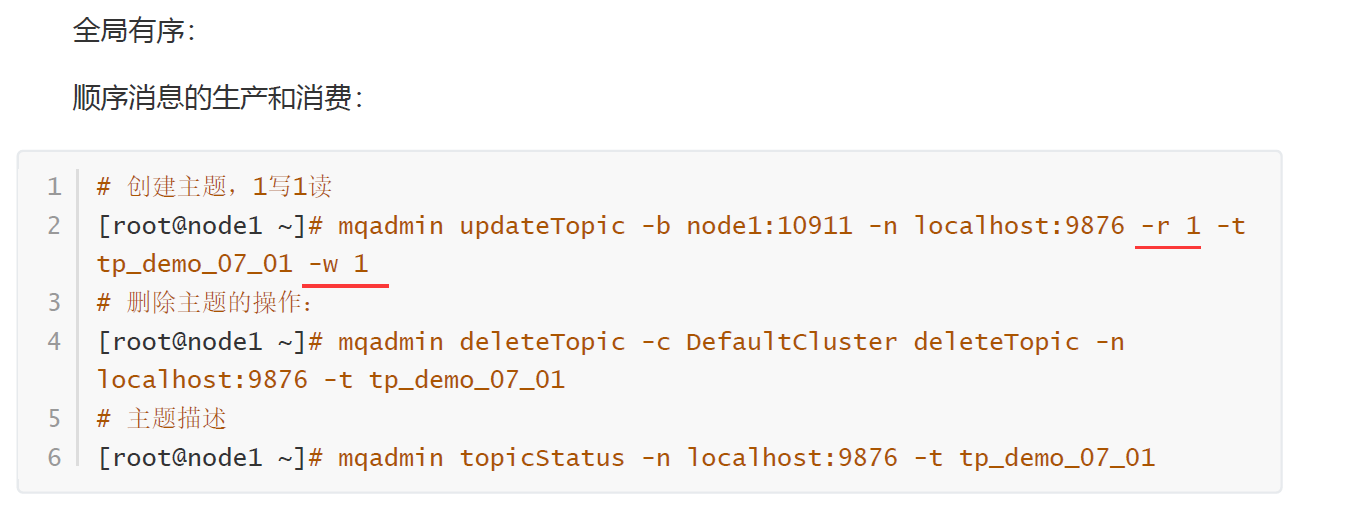 全局有序：
顺序消息的生产和消费：
1 # 创建主题，1写1读
2 [root@node1 ~]# mqadmin updateTopic -b node1:10911 -n localhost:9876 -r 1 -t
tp_demo_07_01 -w 1
3 # 删除主题的操作：
4 [root@node1 ~]# mqadmin deleteTopic -c DefaultCluster deleteTopic -n
localhost:9876 -t tp_demo_07_01
5 # 主题描述
6 [root@node1 ~]# mqadmin topicStatus -n localhost:9876 -t tp_demo_07_01